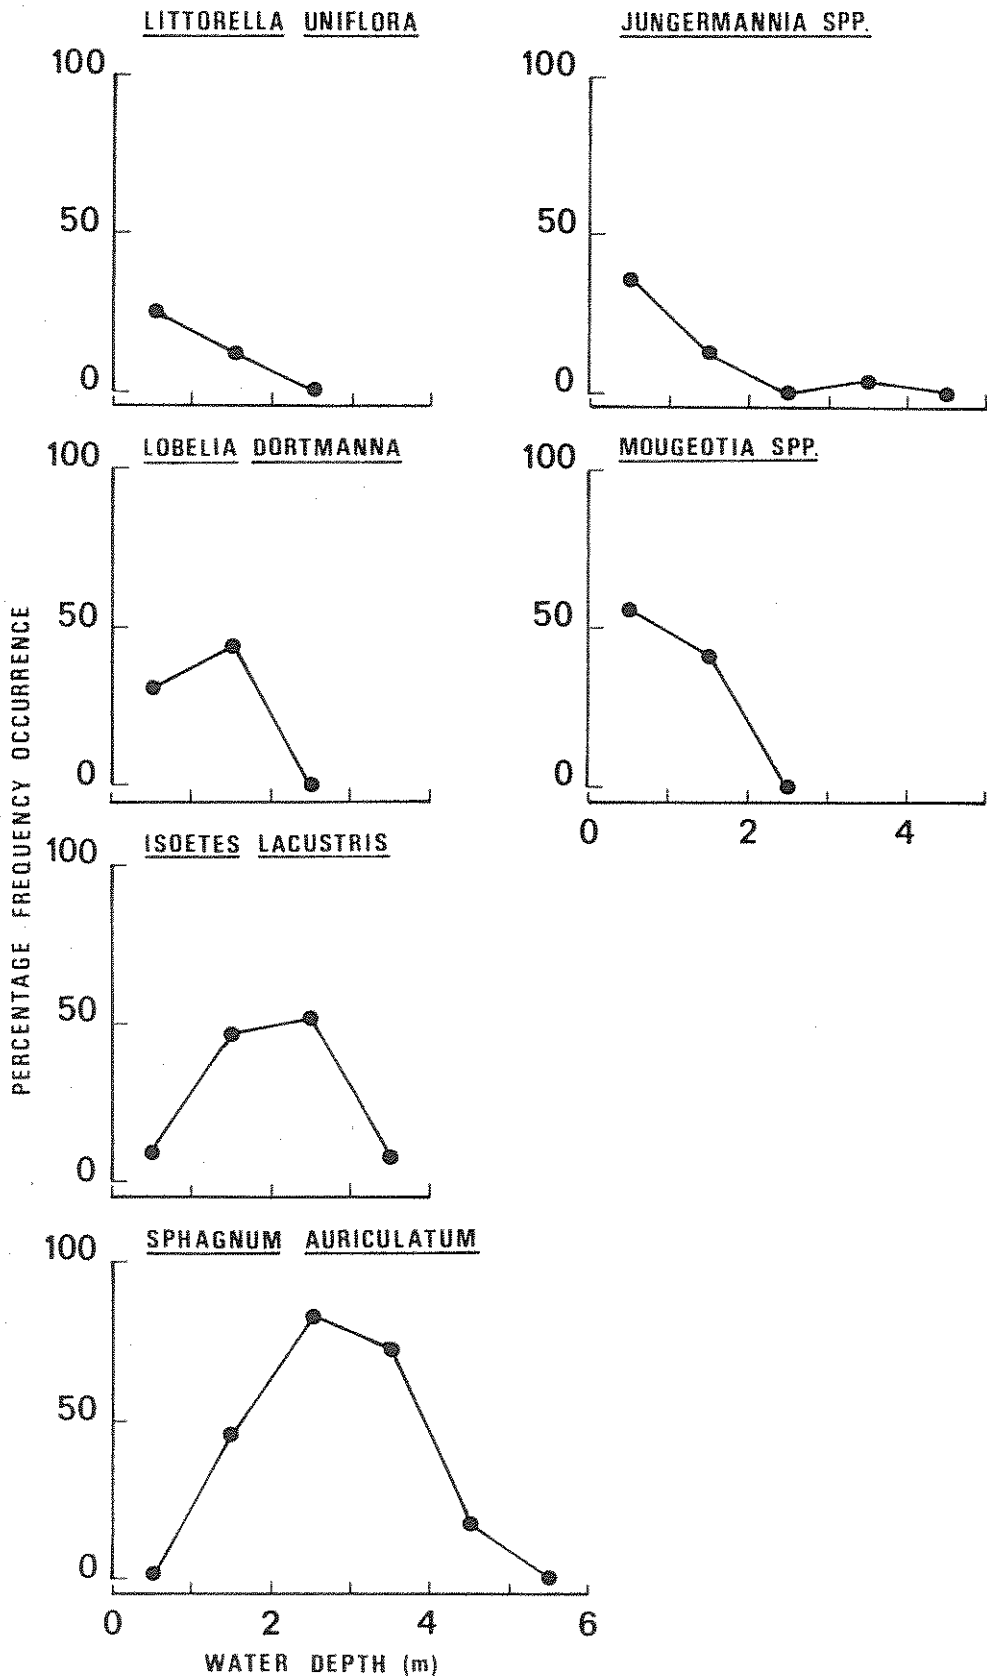 LITTORELLA UNIFLORA
100
50
0
JUNGERMANNIA SPP.
100
50
0
LOBELIA DORTMANNA
100
50
0
MOUGEOTIA SPP.
100
50
0
0 2 4
ISOETES LACUSTRIS
100
50
0
SPHAGNUM AURICULATUM
100
50
0
0 2 4 6
WATER DEPTH (m)
PERCENTAGE FREQUENCY OCCURRENCE